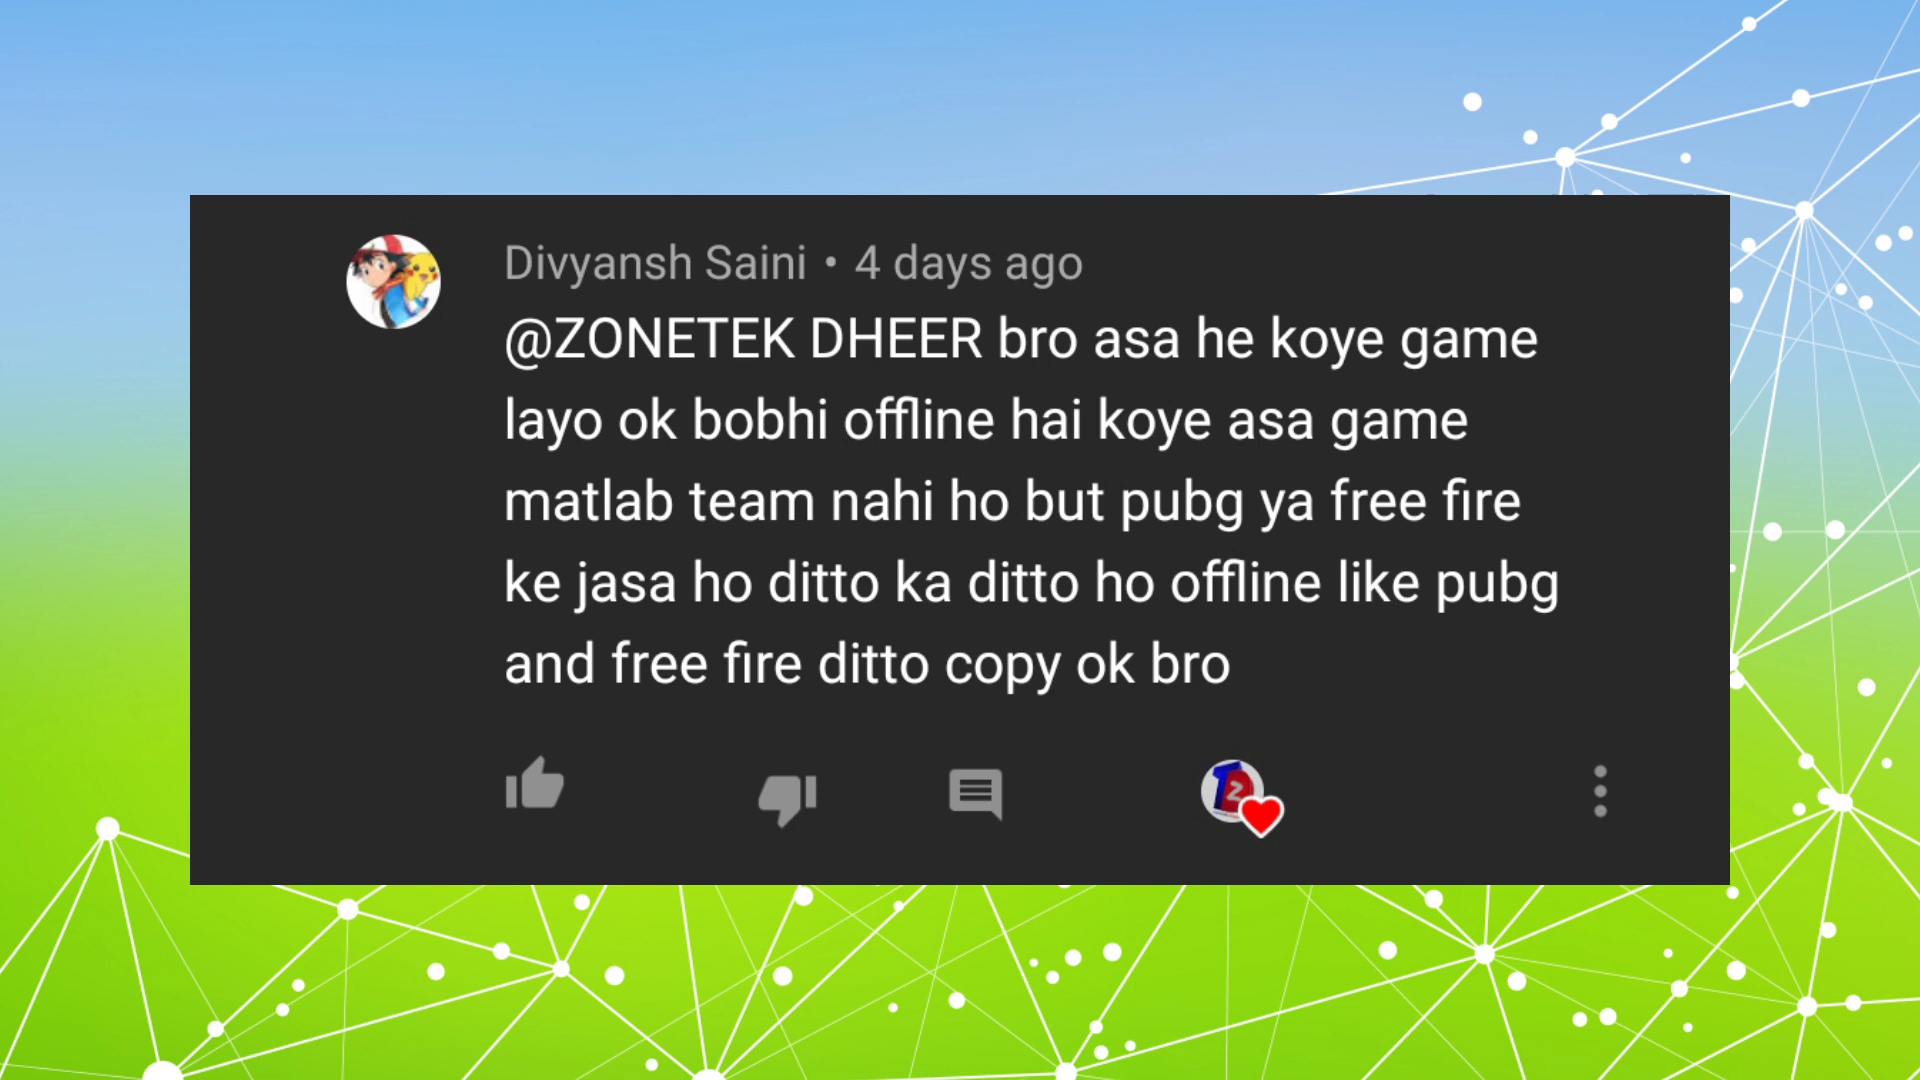 Divyansh Saini • 4 days ago
@ZONETEK DHEER bro asa he koye game
layo ok bobhi offline hai koye asa game
matlab team nahi ho but pubg ya free fire
ke jasa ho ditto ka ditto ho offline like pubg
and free fire ditto copy ok bro